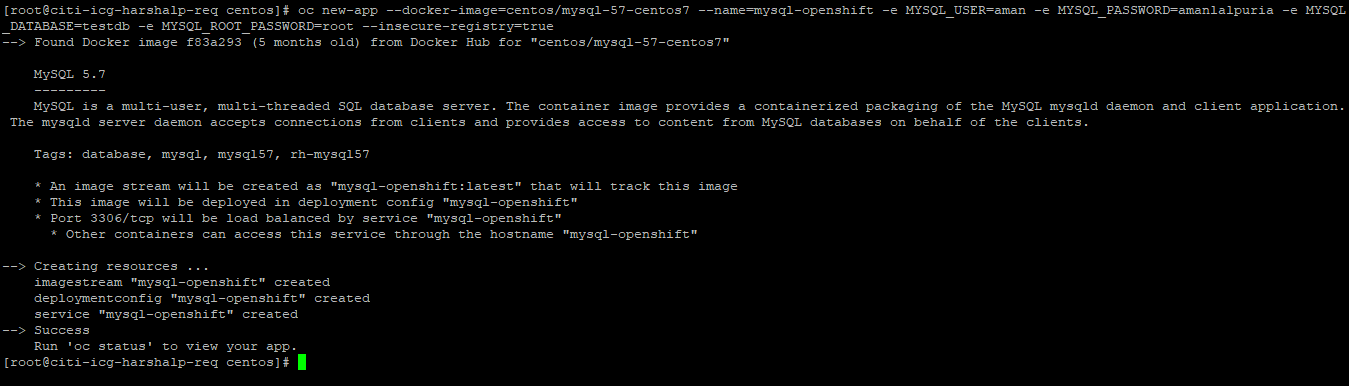 [root@citi-icg-harshalp-req centos]# oc new-app --docker-image=centos/mysql-57-centos7 --name=mysql-openshift -e MYSQL_USER=aman -e MYSQL_PASSWORD=amanlalpuria -e MYSQL
_DATABASE=testdb -e MYSQL_ROOT_PASSWORD=root --insecure-registry=true
--> Found Docker image f83a293 (5 months old) from Docker Hub for "centos/mysql-57-centos7"
MySQL 5.7
---------
MySQL is a multi-user, multi-threaded SQL database server. The container image provides a containerized packaging of the MySQL mysqld daemon and client application.
The mysqld server daemon accepts connections from clients and provides access to content from MySQL databases on behalf of the clients.
Tags: database, mysql, mysql57, rh-mysql57
* An image stream will be created as "mysql-openshift:latest" that will track this image
* This image will be deployed in deployment config "mysql-openshift"
* Port 3306/tcp will be load balanced by service "mysql-openshift"
* Other containers can access this service through the hostname "mysql-openshift"
--> Creating resources ...
imagestream "mysql-openshift" created
deploymentconfig "mysql-openshift" created
service "mysql-openshift" created
--> Success
Run 'oc status' to view your app.
[root@citi-icg-harshalp-req centos]#